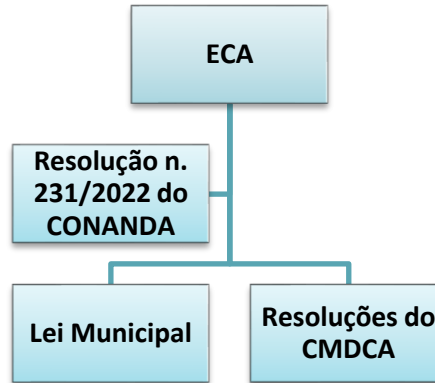 ECA
Resolução n.
231/2022 do
CONANDA
Lei Municipal
Resoluções do
CMDCA